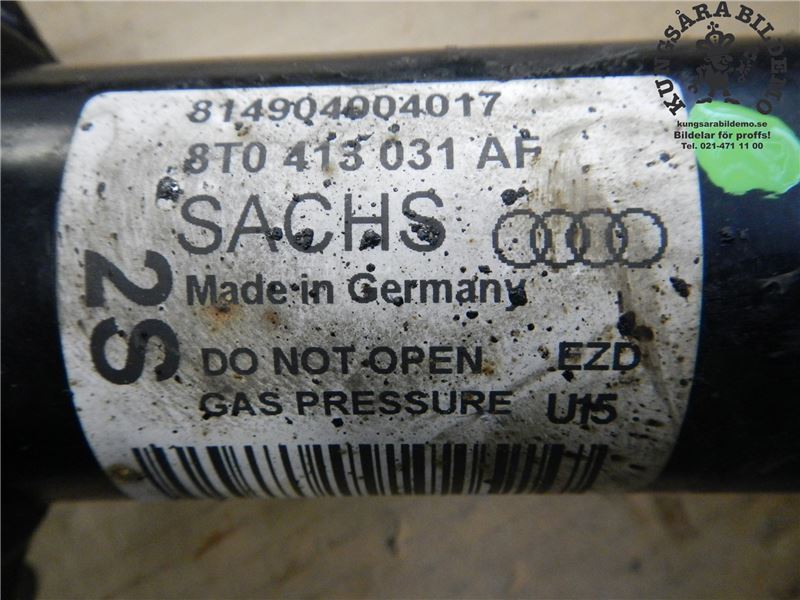 KUNGSÅRA BILDEMO
kungsarabildemo.se
Bildelar för proffs!
Tel. 021-471 11 00
814904004017
8T0 413 031 AF
SACHS
2S
Made in Germany
DO NOT OPEN EZD
GAS PRESSURE U15